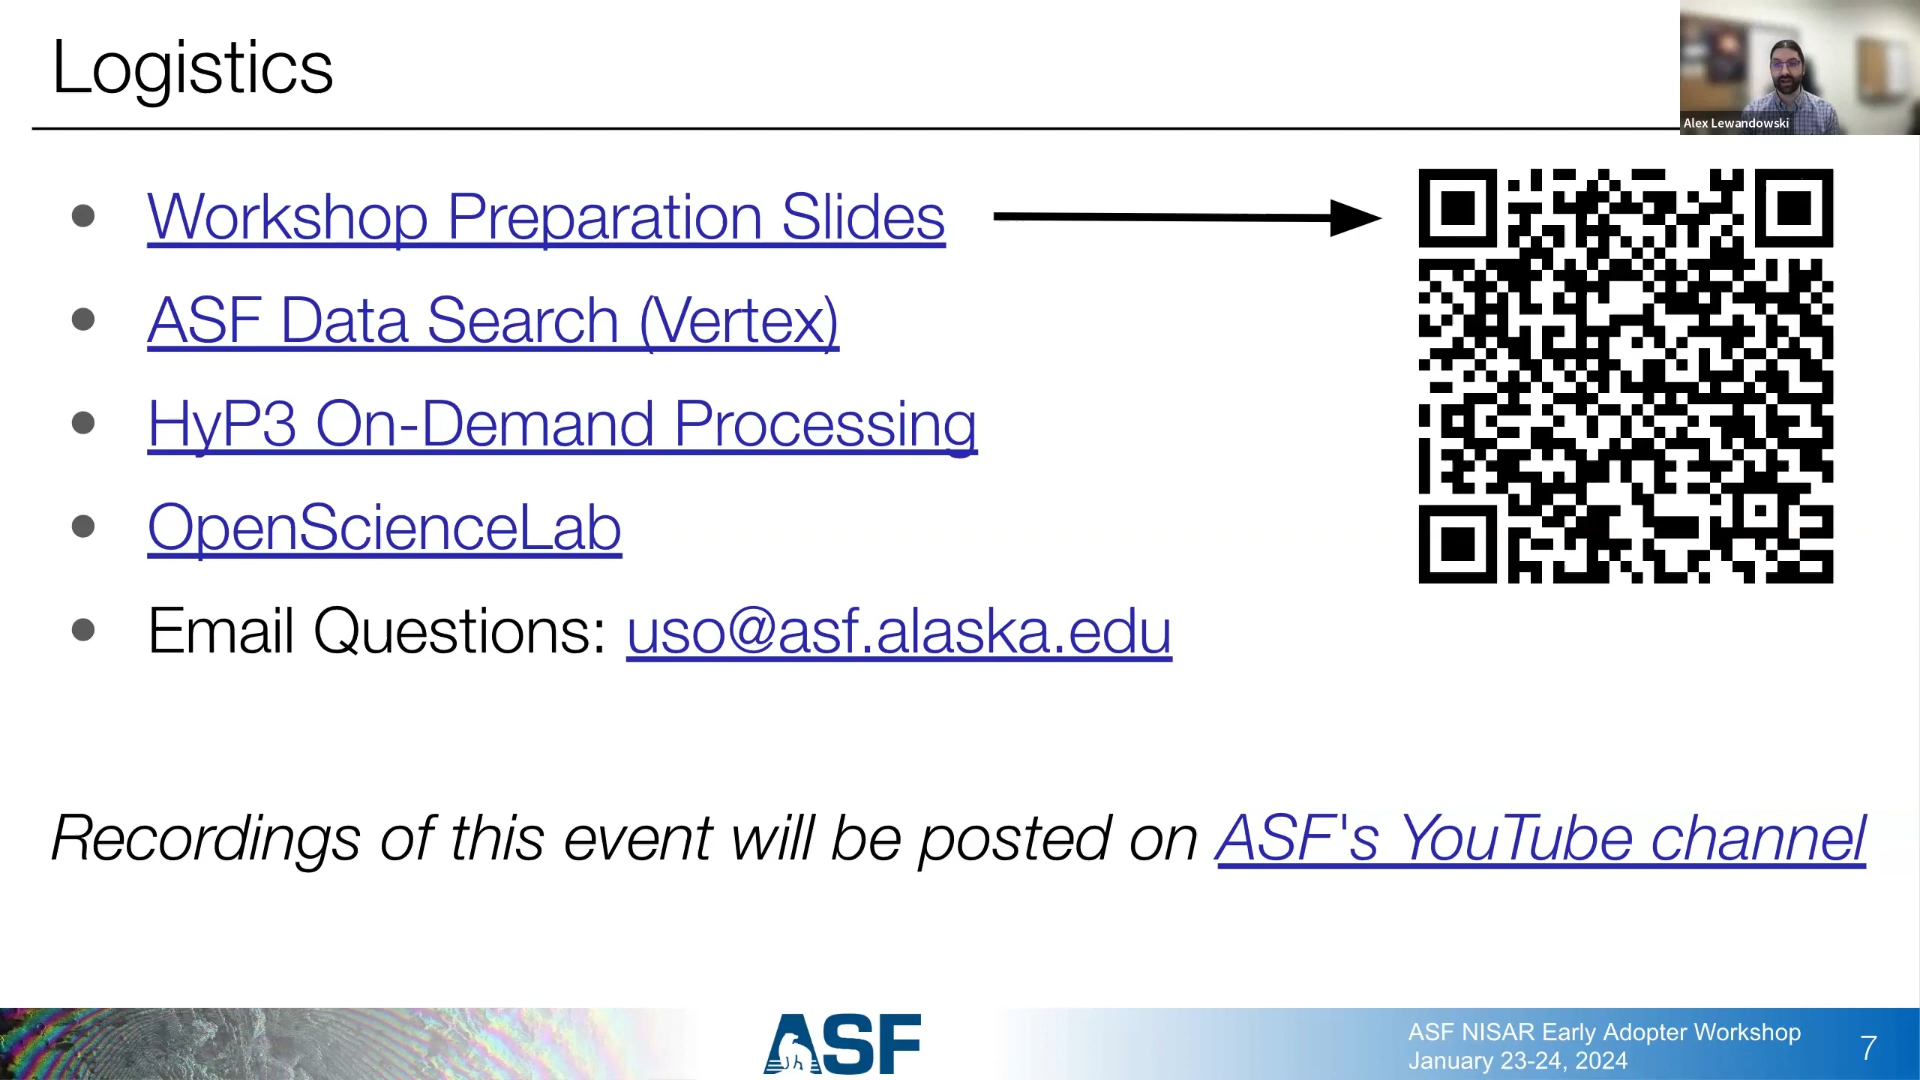 Logistics
Alex Lewandowski
Workshop Preparation Slides
ASF Data Search (Vertex)
HyP3 On-Demand Processing
OpenScienceLab
Email Questions: uso@asf.alaska.edu
Recordings of this event will be posted on ASF's YouTube channel
ASF
ASF NISAR Early Adopter Workshop
January 23-24, 2024
7